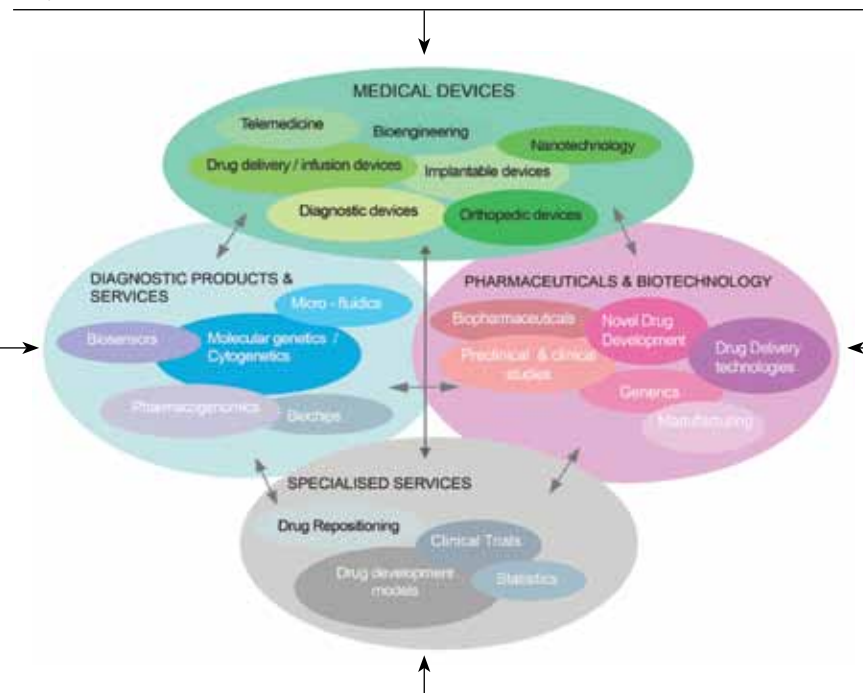 MEDICAL DEVICES
Telemedicine
Bioengineering
Nanotechnology
Drug delivery / infusion devices
Implantable devices
Diagnostic devices
Orthopedic devices
DIAGNOSTIC PRODUCTS &
SERVICES
Micro - fluidics
Biosensors
Molecular genetics /
Cytogenetics
Pharmacogenomics
Biochips
PHARMACEUTICALS & BIOTECHNOLOGY
Biopharmaceuticals
Novel Drug
Development
Preclinical & clinical
studies
Drug Delivery
technologies
Generics
Manufacturing
SPECIALISED SERVICES
Drug Repositioning
Clinical Trials
Drug development
models
Statistics